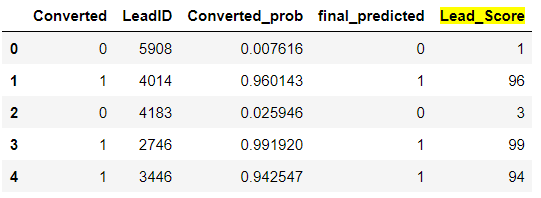 Converted LeadID Converted_prob final_predicted Lead_Score
0 0 5908 0.007616 0 1
1 1 4014 0.960143 1 96
2 0 4183 0.025946 0 3
3 1 2746 0.991920 1 99
4 1 3446 0.942547 1 94